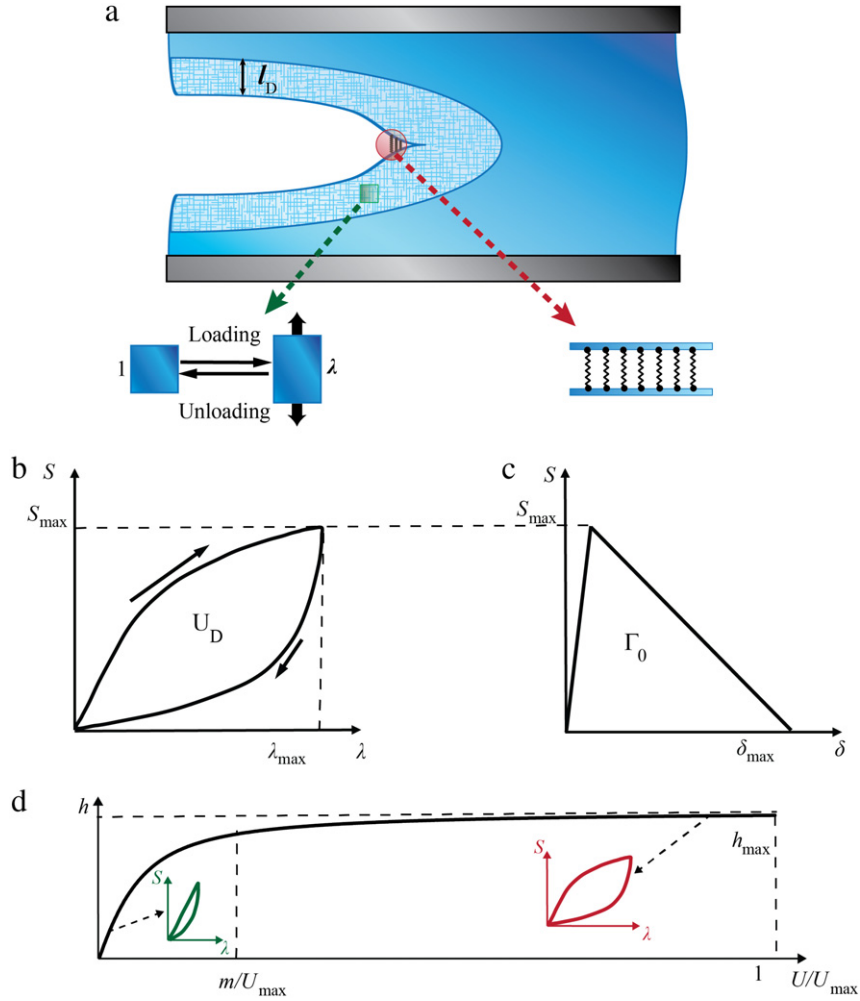 a
l_D
Loading
1
λ
Unloading
b
S
S_max
U_D
λ_max
λ
c
S
S_max
Γ_0
δ_max
δ
d
h
h_max
S
λ
S
λ
m/U_max
1
U/U_max